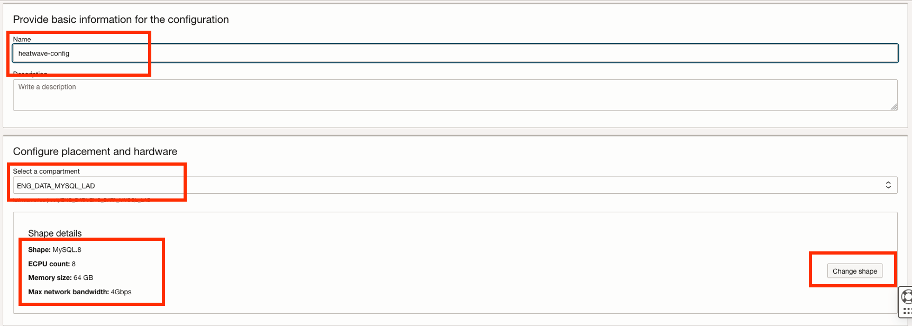 Provide basic information for the configuration
Name
heatwave-config
Description
Write a description
Configure placement and hardware
Select a compartment
ENG_DATA_MYSQL_LAD
Shape details
Shape: MySQL.8
ECPU count: 8
Memory size: 64 GB
Max network bandwidth: 4Gbps
Change shape